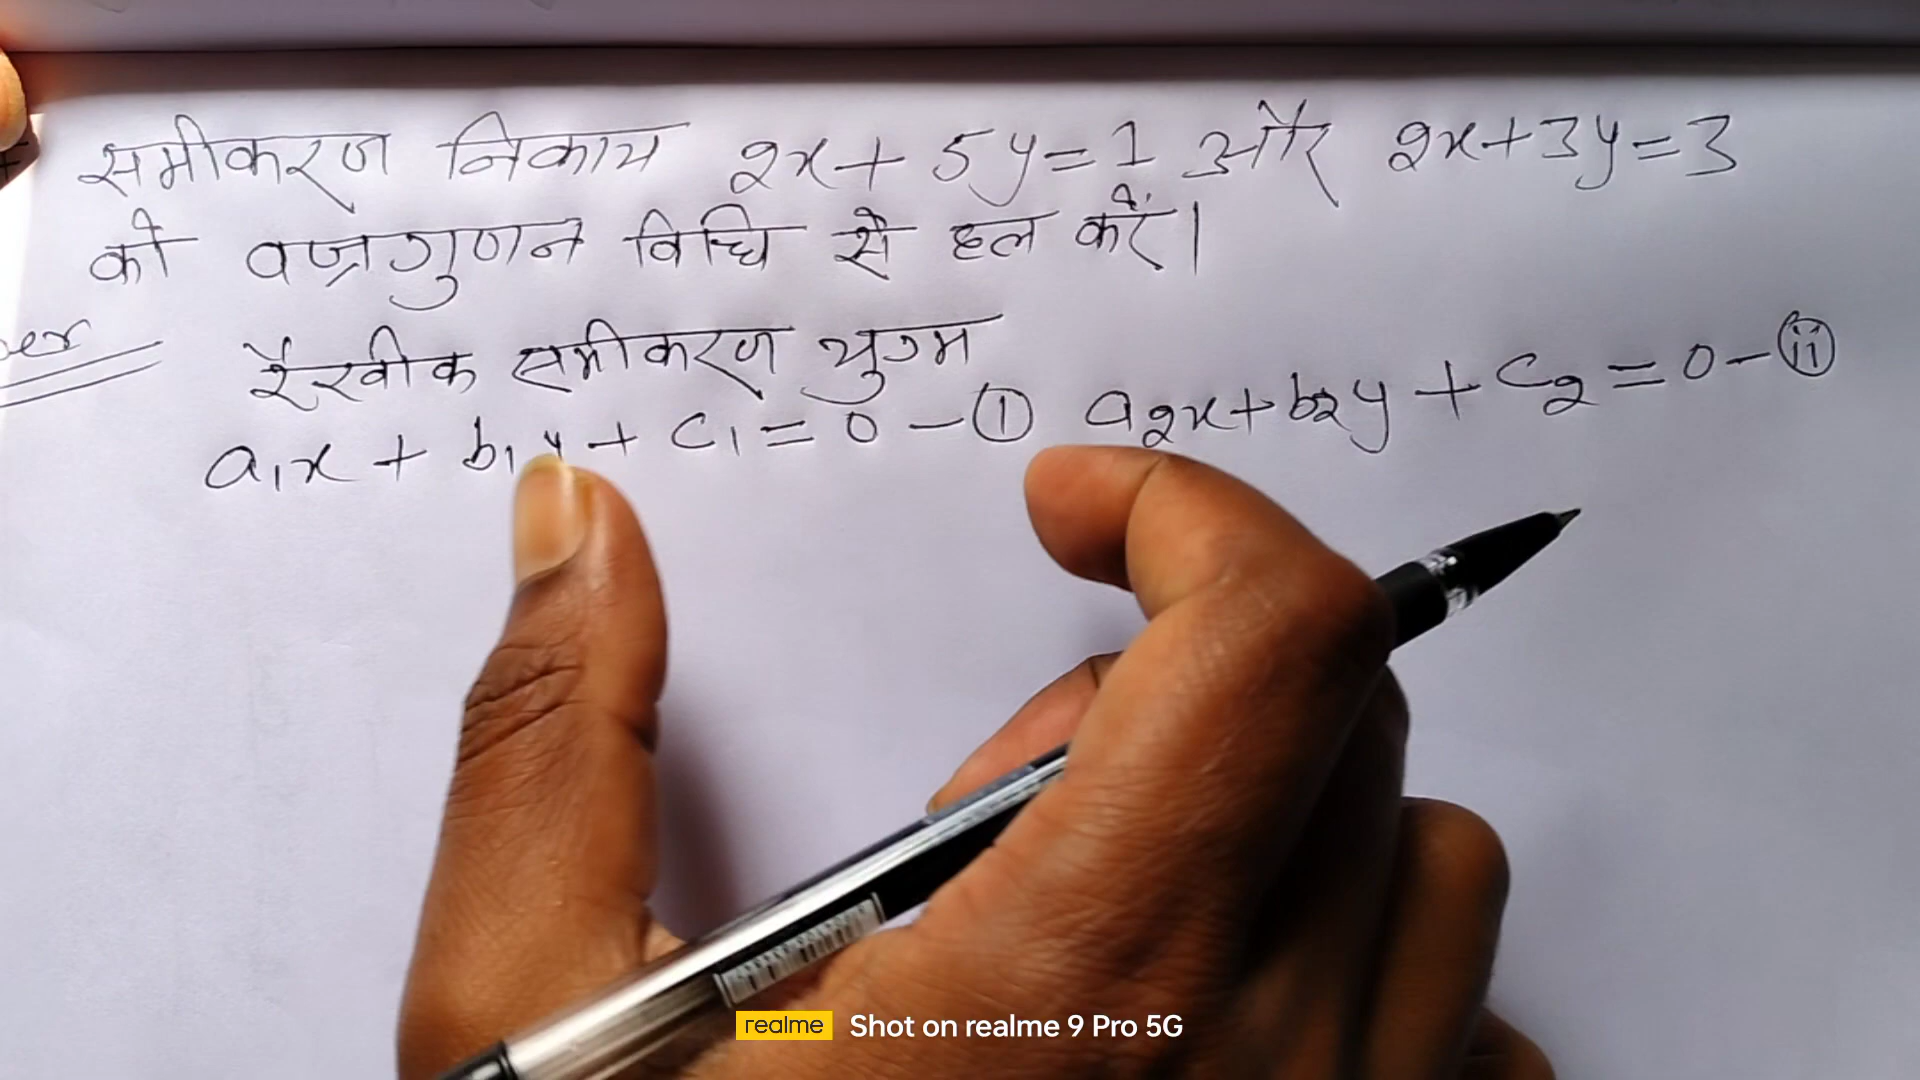 समीकरण निकाय 2x + 5y = 1 और 2x + 3y = 3
को वज्रगुणन विधि से हल करें।
रैखीक समीकरण युग्म
a₁x + b₁y + c₁ = 0 – ① a₂x + b₂y + c₂ = 0 – ⓘⓘ
realme Shot on realme 9 Pro 5G